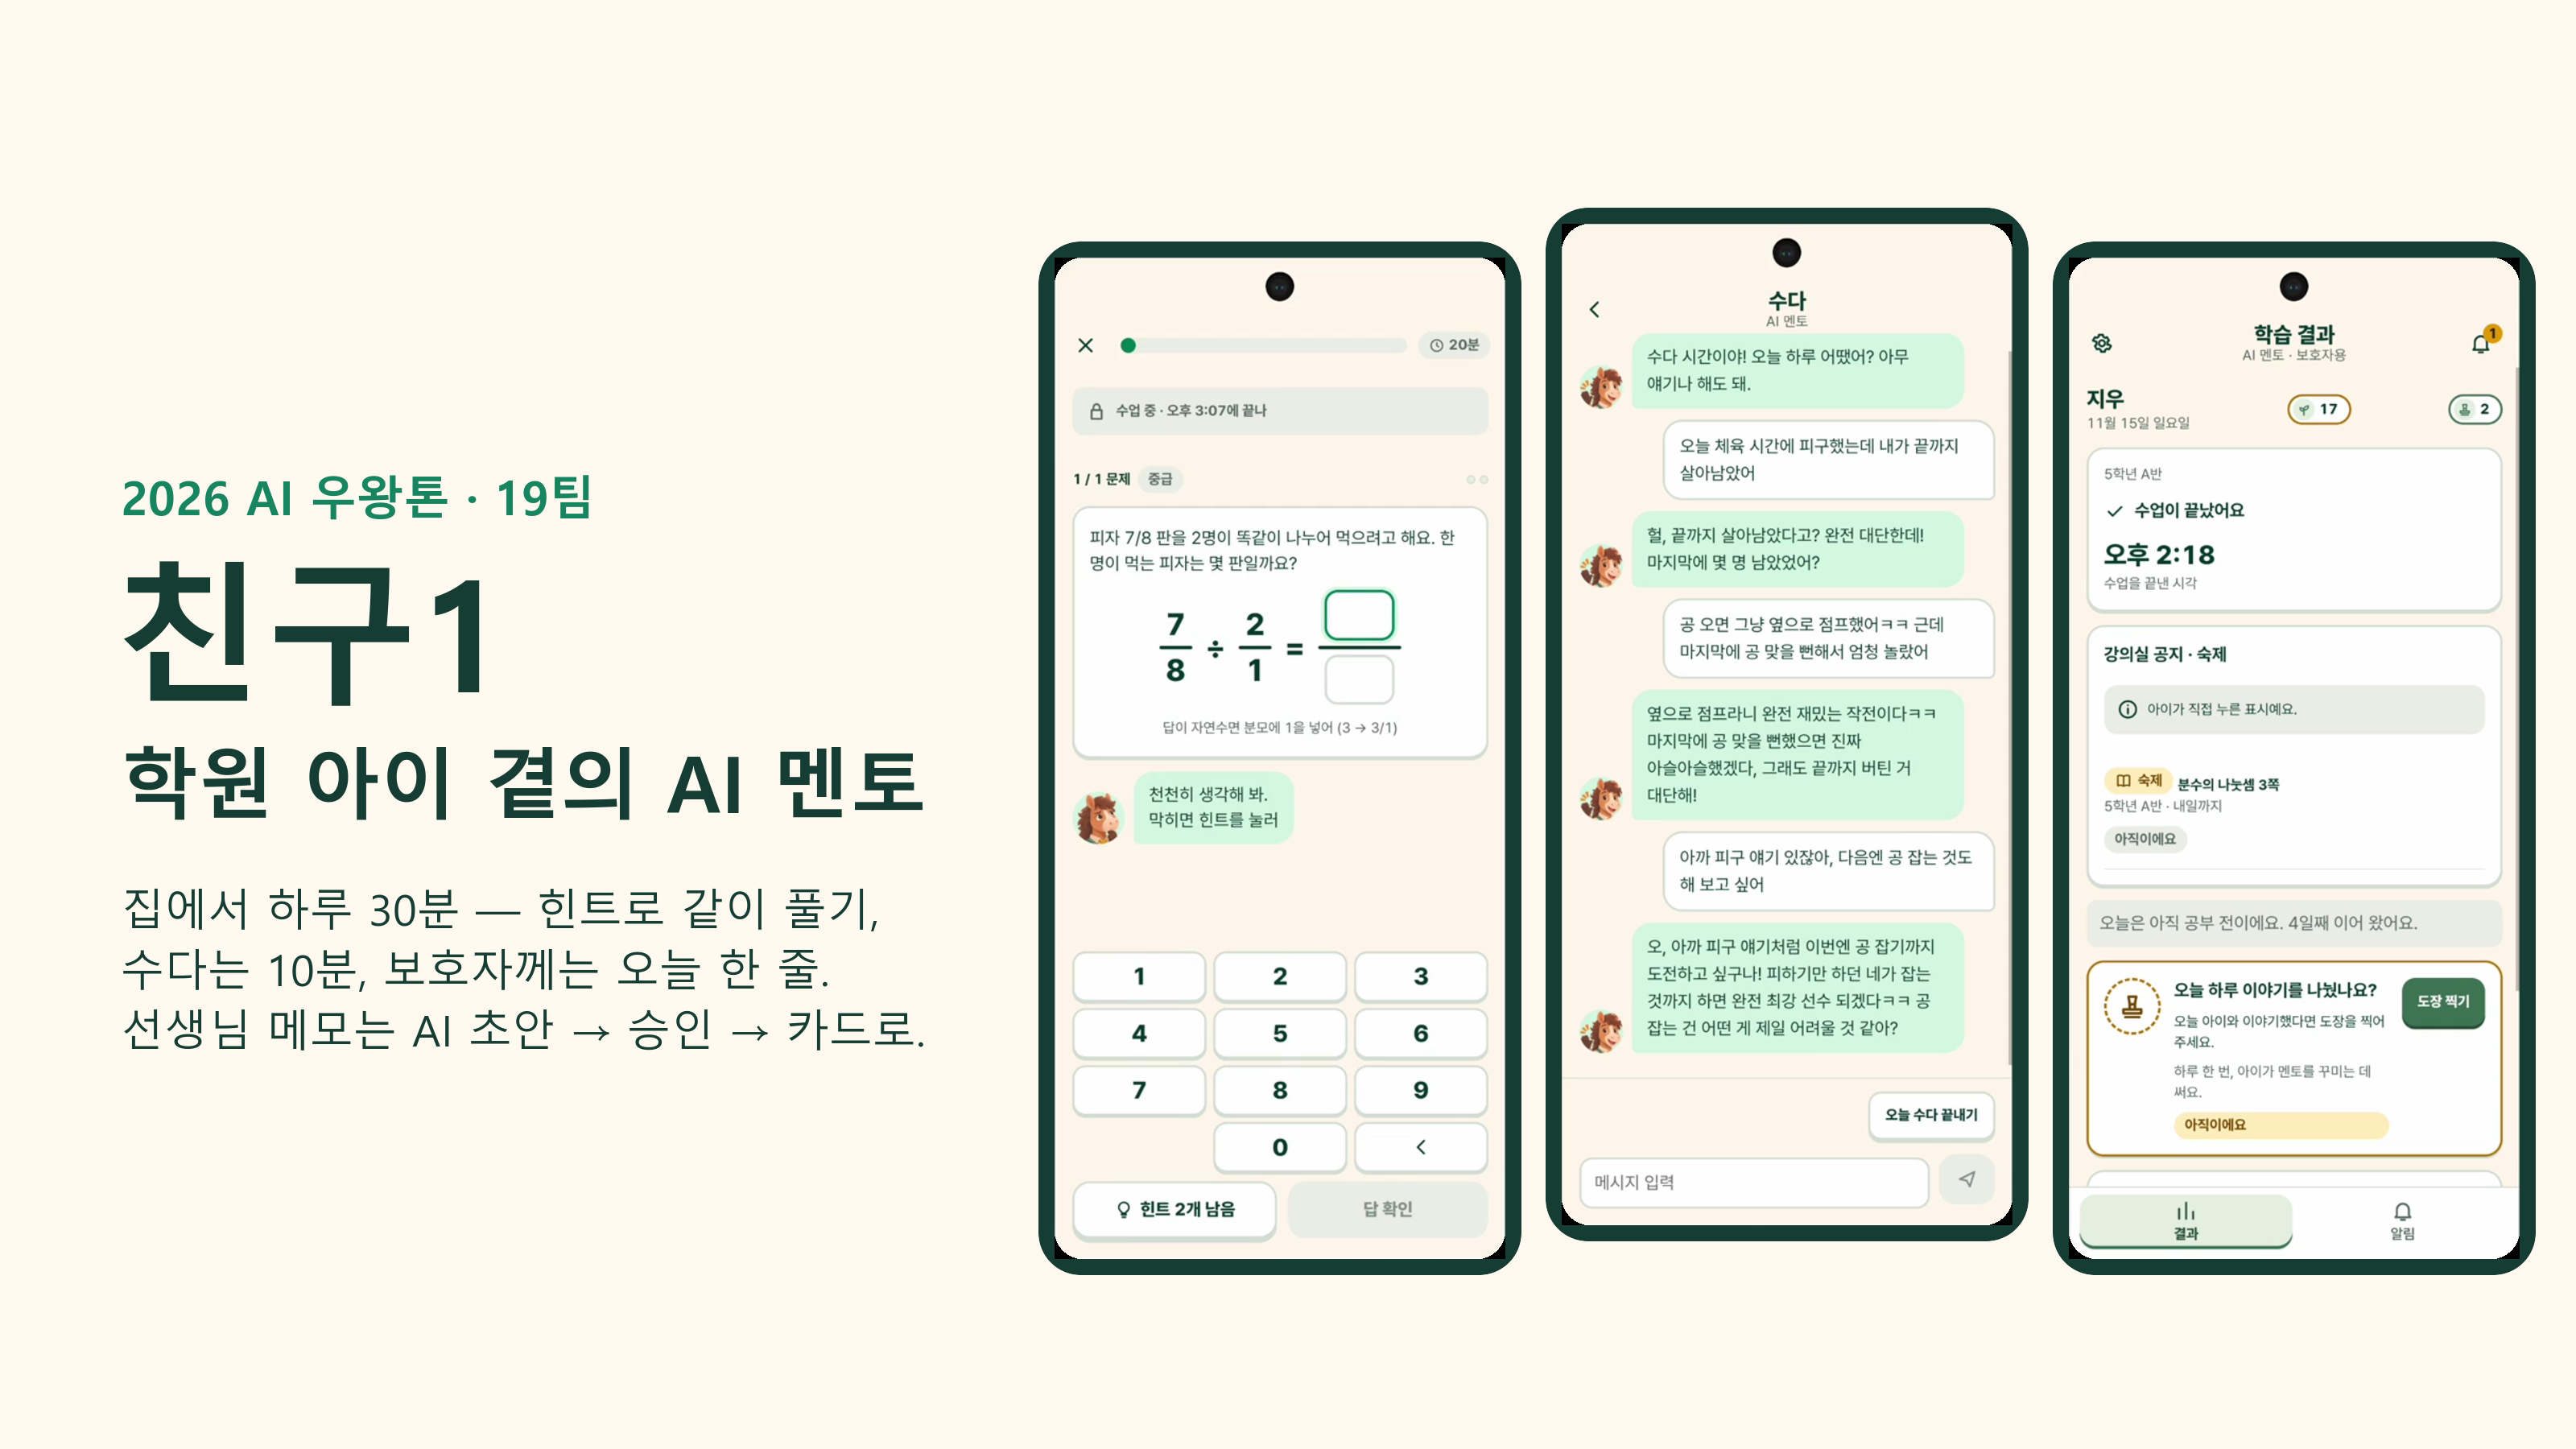 2026 AI 우왕톤 · 19팀
친구1
학원 아이 곁의 AI 멘토
집에서 하루 30분 — 힌트로 같이 풀기,
수다는 10분, 보호자께는 오늘 한 줄.
선생님 메모는 AI 초안 → 승인 → 카드로.
20분
수업 중 · 오후 3:07에 끝나
1 / 1 문제 중급
피자 7/8 판을 2명이 똑같이 나누어 먹으려고 해요. 한
명이 먹는 피자는 몇 판일까요?
7/8 ÷ 2/1 =
답이 자연수면 분모에 1을 넣어 (3 → 3/1)
천천히 생각해 봐.
막히면 힌트를 눌러
1 2 3
4 5 6
7 8 9
0
힌트 2개 남음 답 확인
수다
AI 멘토
수다 시간이야! 오늘 하루 어땠어? 아무
얘기나 해도 돼.
오늘 체육 시간에 피구했는데 내가 끝까지
살아남았어
헐, 끝까지 살아남았다고? 완전 대단한데!
마지막에 몇 명 남았었어?
공 오면 그냥 옆으로 점프했어ㅋㅋ 근데
마지막에 공 맞을 뻔해서 엄청 놀랐어
옆으로 점프라니 완전 재밌는 작전이다ㅋㅋ
마지막에 공 맞을 뻔했으면 진짜
아슬아슬했겠다, 그래도 끝까지 버틴 거
대단해!
아까 피구 얘기 있잖아, 다음엔 공 잡는 것도
해 보고 싶어
오, 아까 피구 얘기처럼 이번엔 공 잡기까지
도전하고 싶구나! 피하기만 하던 네가 잡는
것까지 하면 완전 최강 선수 되겠다ㅋㅋ 공
잡는 건 어떤 게 제일 어려울 것 같아?
오늘 수다 끝내기
메시지 입력
학습 결과
AI 멘토 · 보호자용
1
지우
11월 15일 일요일
17
2
5학년 A반
수업이 끝났어요
오후 2:18
수업을 끝낸 시각
강의실 공지 · 숙제
아이가 직접 누른 표시예요.
숙제 분수의 나눗셈 3쪽
5학년 A반 · 내일까지
아직이에요
오늘은 아직 공부 전이에요. 4일째 이어 왔어요.
오늘 하루 이야기를 나눴나요?
오늘 아이와 이야기했다면 도장을 찍어
주세요.
하루 한 번, 아이가 멘토를 꾸미는 데
써요.
아직이에요
도장 찍기
결과 알림